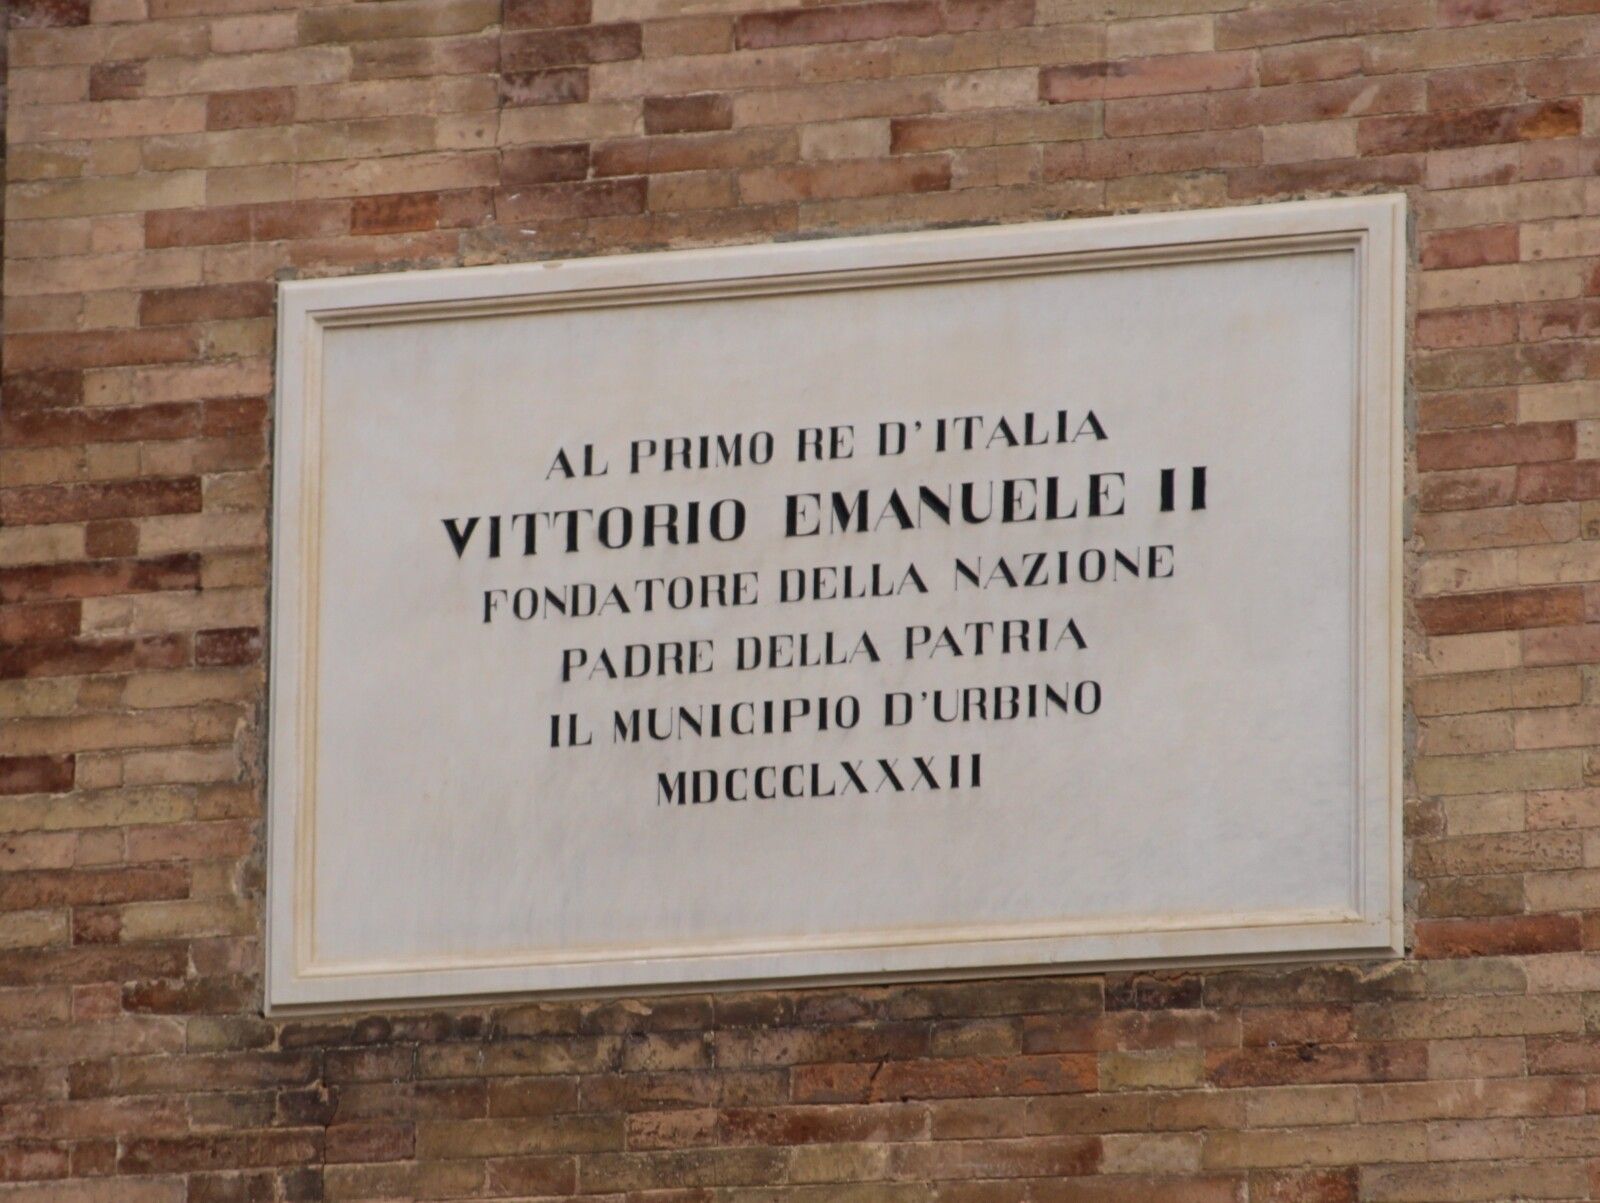 AL PRIMO RE D'ITALIA
VITTORIO EMANUELE II
FONDATORE DELLA NAZIONE
PADRE DELLA PATRIA
IL MUNICIPIO D'URBINO
MDCCCLXXXII